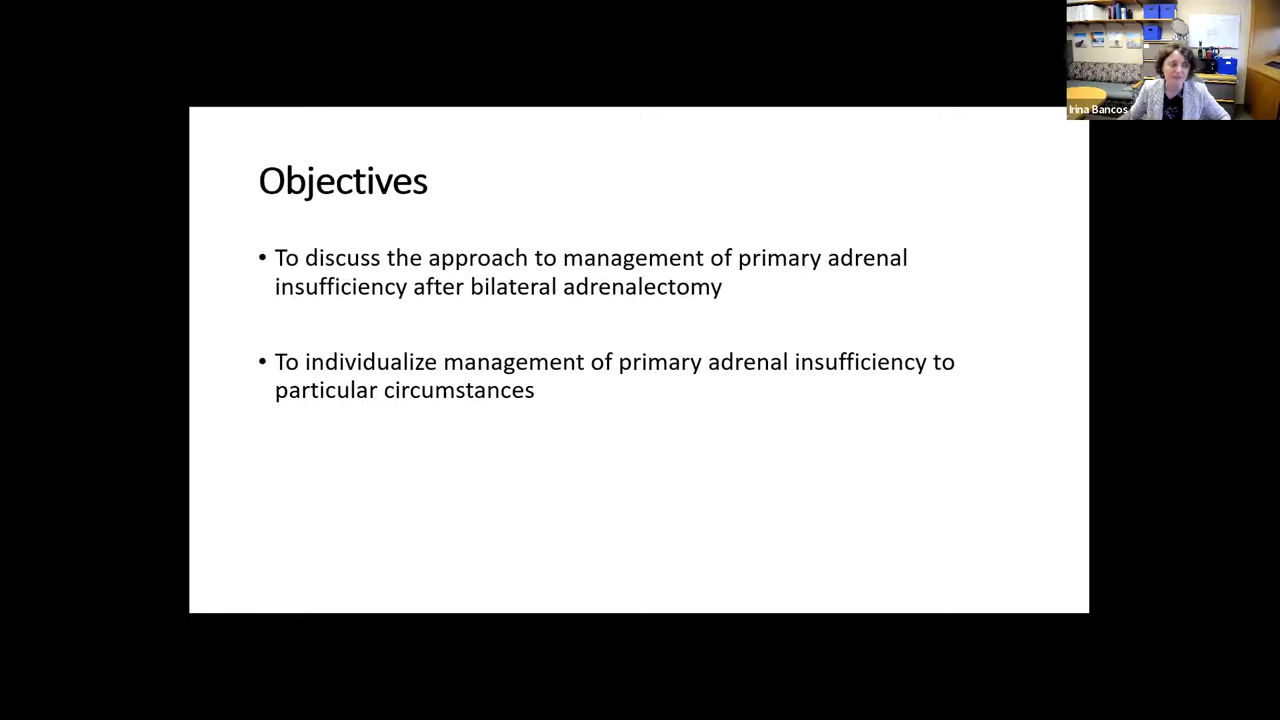 Irina Bancos
Objectives
• To discuss the approach to management of primary adrenal
insufficiency after bilateral adrenalectomy
• To individualize management of primary adrenal insufficiency to
particular circumstances